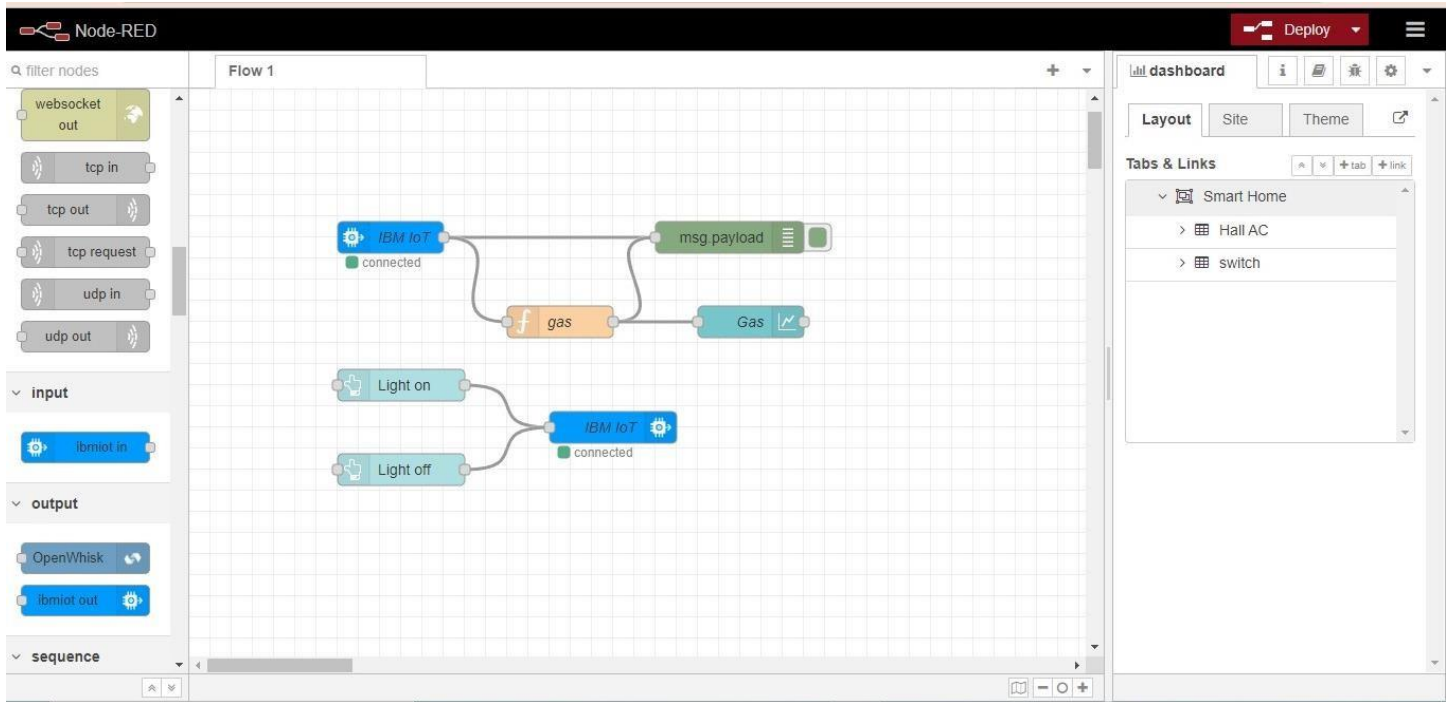 Node-RED
Deploy
filter nodes
websocket
out
tcp in
tcp out
tcp request
udp in
udp out
input
ibmiot in
output
OpenWhisk
ibmiot out
sequence
Flow 1
IBM IoT
connected
msg.payload
gas
Gas
Light on
IBM IoT
connected
Light off
dashboard
i
Layout
Site
Theme
Tabs & Links
+ tab
+ link
Smart Home
Hall AC
switch